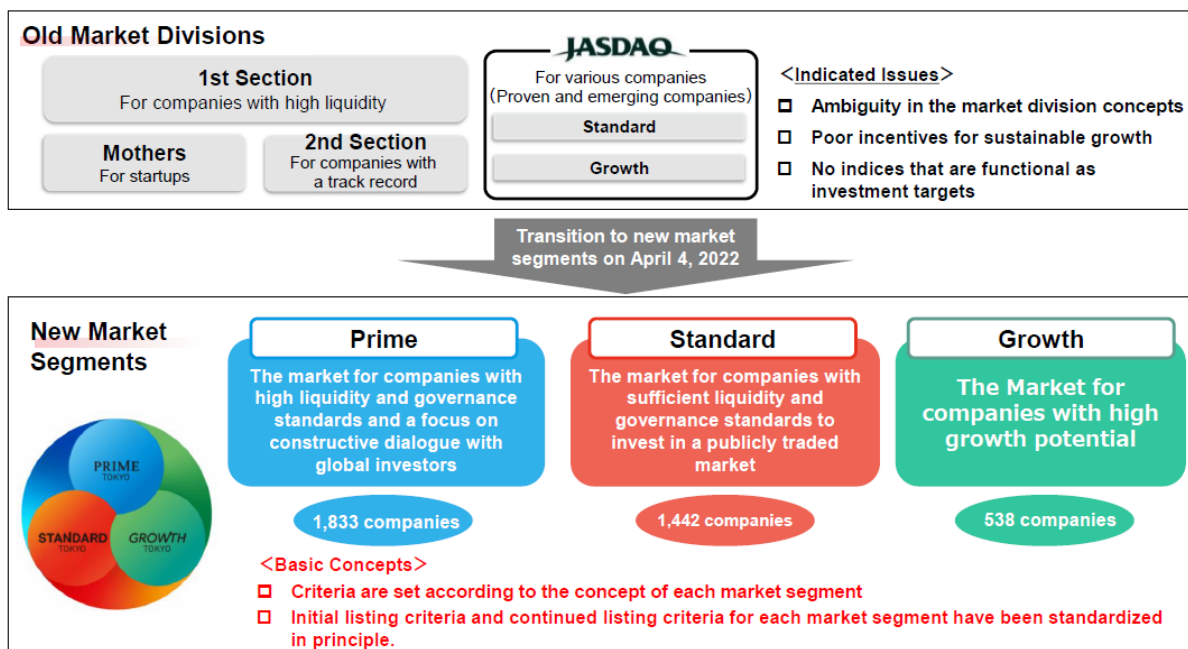 Old Market Divisions
1st Section
For companies with high liquidity
Mothers
For startups
2nd Section
For companies with
a track record
JASDAQ
For various companies
(Proven and emerging companies)
Standard
Growth
<Indicated Issues>
Ambiguity in the market division concepts
Poor incentives for sustainable growth
No indices that are functional as
investment targets
Transition to new market
segments on April 4, 2022
New Market
Segments
PRIME
TOKYO
STANDARD
TOKYO
GROWTH
TOKYO
Prime
The market for companies with
high liquidity and governance
standards and a focus on
constructive dialogue with
global investors
1,833 companies
Standard
The market for companies with
sufficient liquidity and
governance standards to
invest in a publicly traded
market
1,442 companies
Growth
The Market for
companies with high
growth potential
538 companies
<Basic Concepts>
Criteria are set according to the concept of each market segment
Initial listing criteria and continued listing criteria for each market segment have been standardized
in principle.